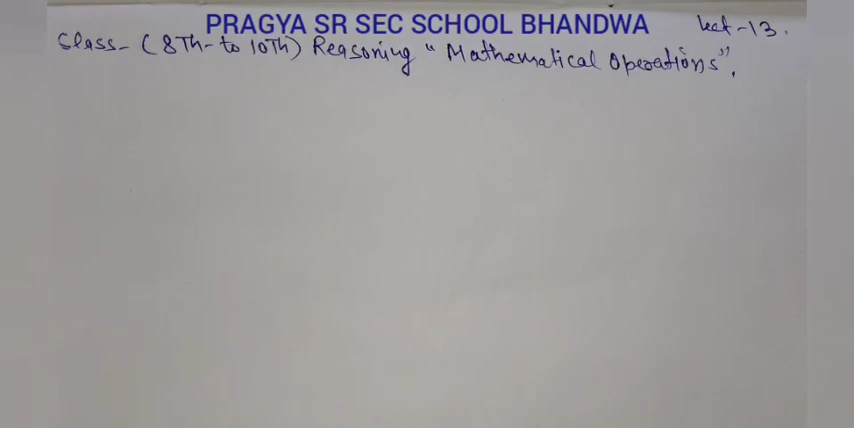 PRAGYA SR SEC SCHOOL BHANDWA
Lect-13.
Class- (8Th- to 10Th) Reasoning "Mathematical Operations".